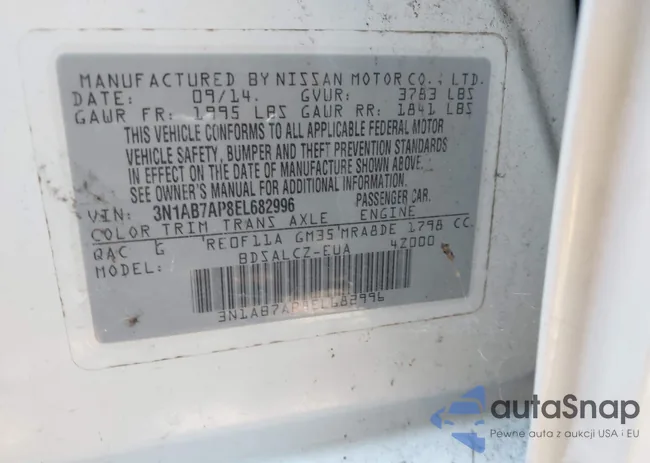 MANUFACTURED BY NISSAN MOTOR CO., LTD.
DATE: 09/14. GVWR: 3783 LBS
GAWR FR: 1995 LBS GAWR RR: 1841 LBS
THIS VEHICLE CONFORMS TO ALL APPLICABLE FEDERAL MOTOR
VEHICLE SAFETY, BUMPER AND THEFT PREVENTION STANDARDS
IN EFFECT ON THE DATE OF MANUFACTURE SHOWN ABOVE.
SEE OWNER'S MANUAL FOR ADDITIONAL INFORMATION.
VIN: 3N1AB7AP8EL682996 PASSENGER CAR.
COLOR TRIM TRANS AXLE ENGINE
QAC G RE0F11A GM35 MRA8DE 1798 CC.
MODEL: BDSALCZ-EUA 4Z000
3N1AB7AP8EL682996
autaSnap
Pewne auta z aukcji USA i EU